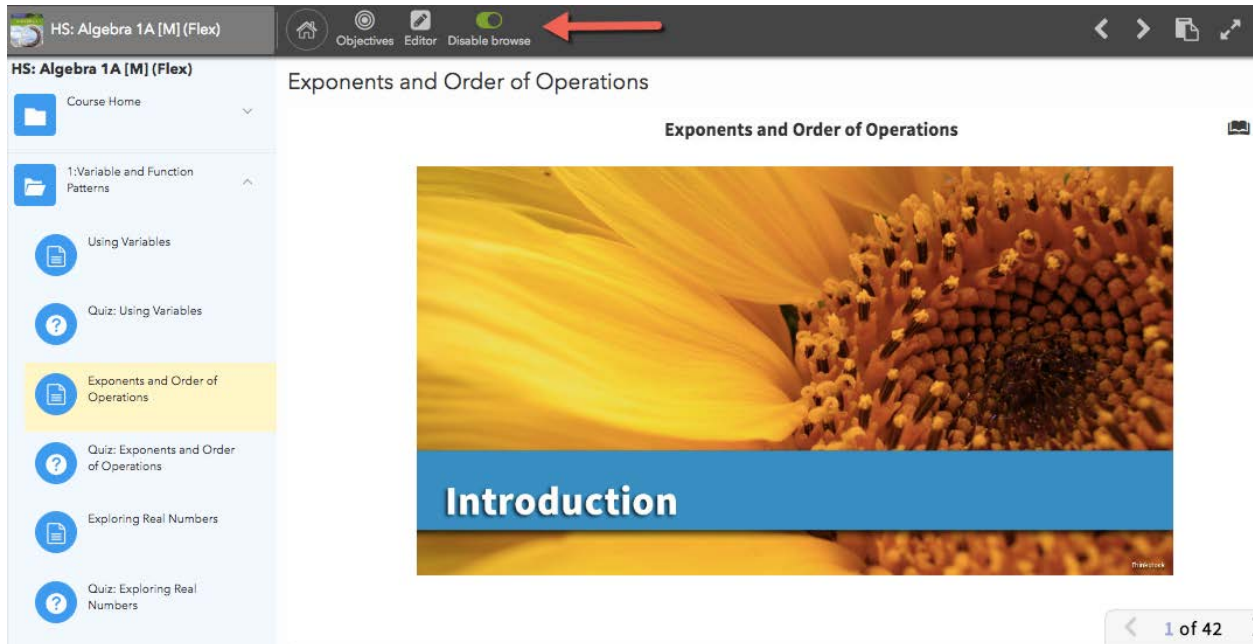 HS: Algebra 1A [M] (Flex)
Objectives
Editor
Disable browse
HS: Algebra 1A [M] (Flex)
Course Home
1:Variable and Function
Patterns
Using Variables
Quiz: Using Variables
Exponents and Order of
Operations
Quiz: Exponents and Order
of Operations
Exploring Real Numbers
Quiz: Exploring Real
Numbers
Exponents and Order of Operations
Exponents and Order of Operations
Introduction
Thinkstock
1 of 42